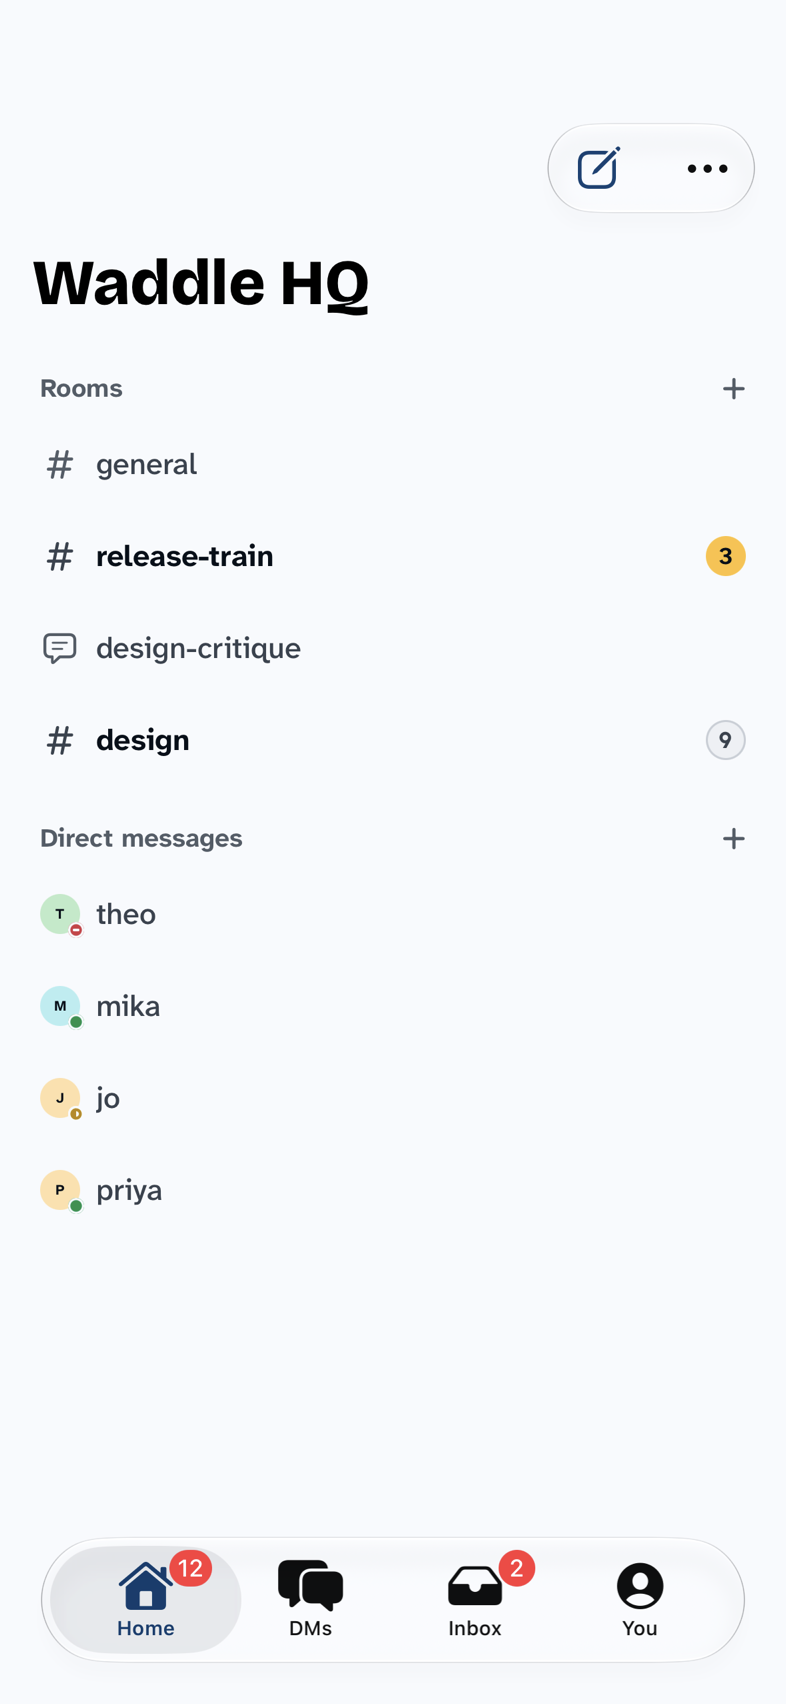 Waddle HQ
Rooms
# general
# release-train 3
design-critique
# design 9
Direct messages
T theo
M mika
J jo
P priya
12 2
Home DMs Inbox You